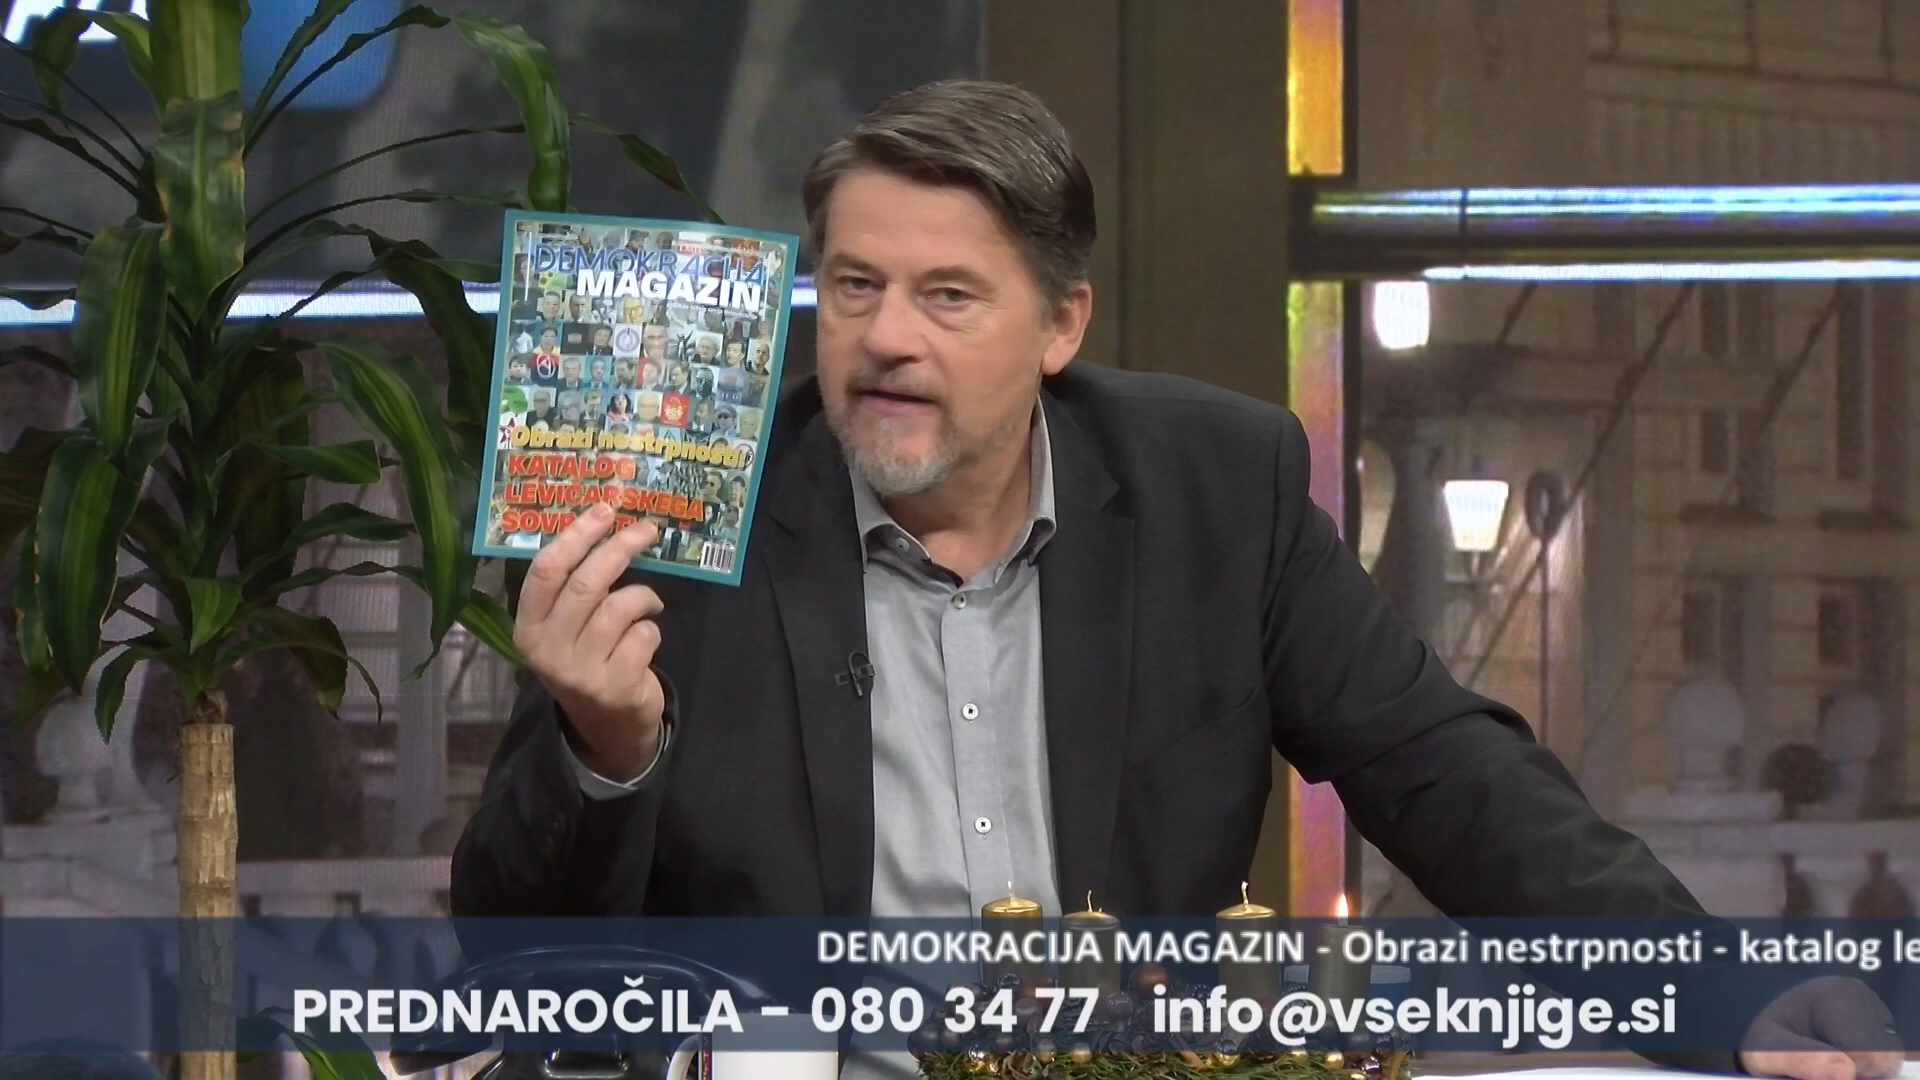 DEMOKRACIJA
MAGAZIN
Obrazi nestrpnosti
KATALOG
LEVIČARSKEGA
DEMOKRACIJA MAGAZIN - Obrazi nestrpnosti - katalog le
PREDNAROČILA - 080 34 77 info@vseknjige.si